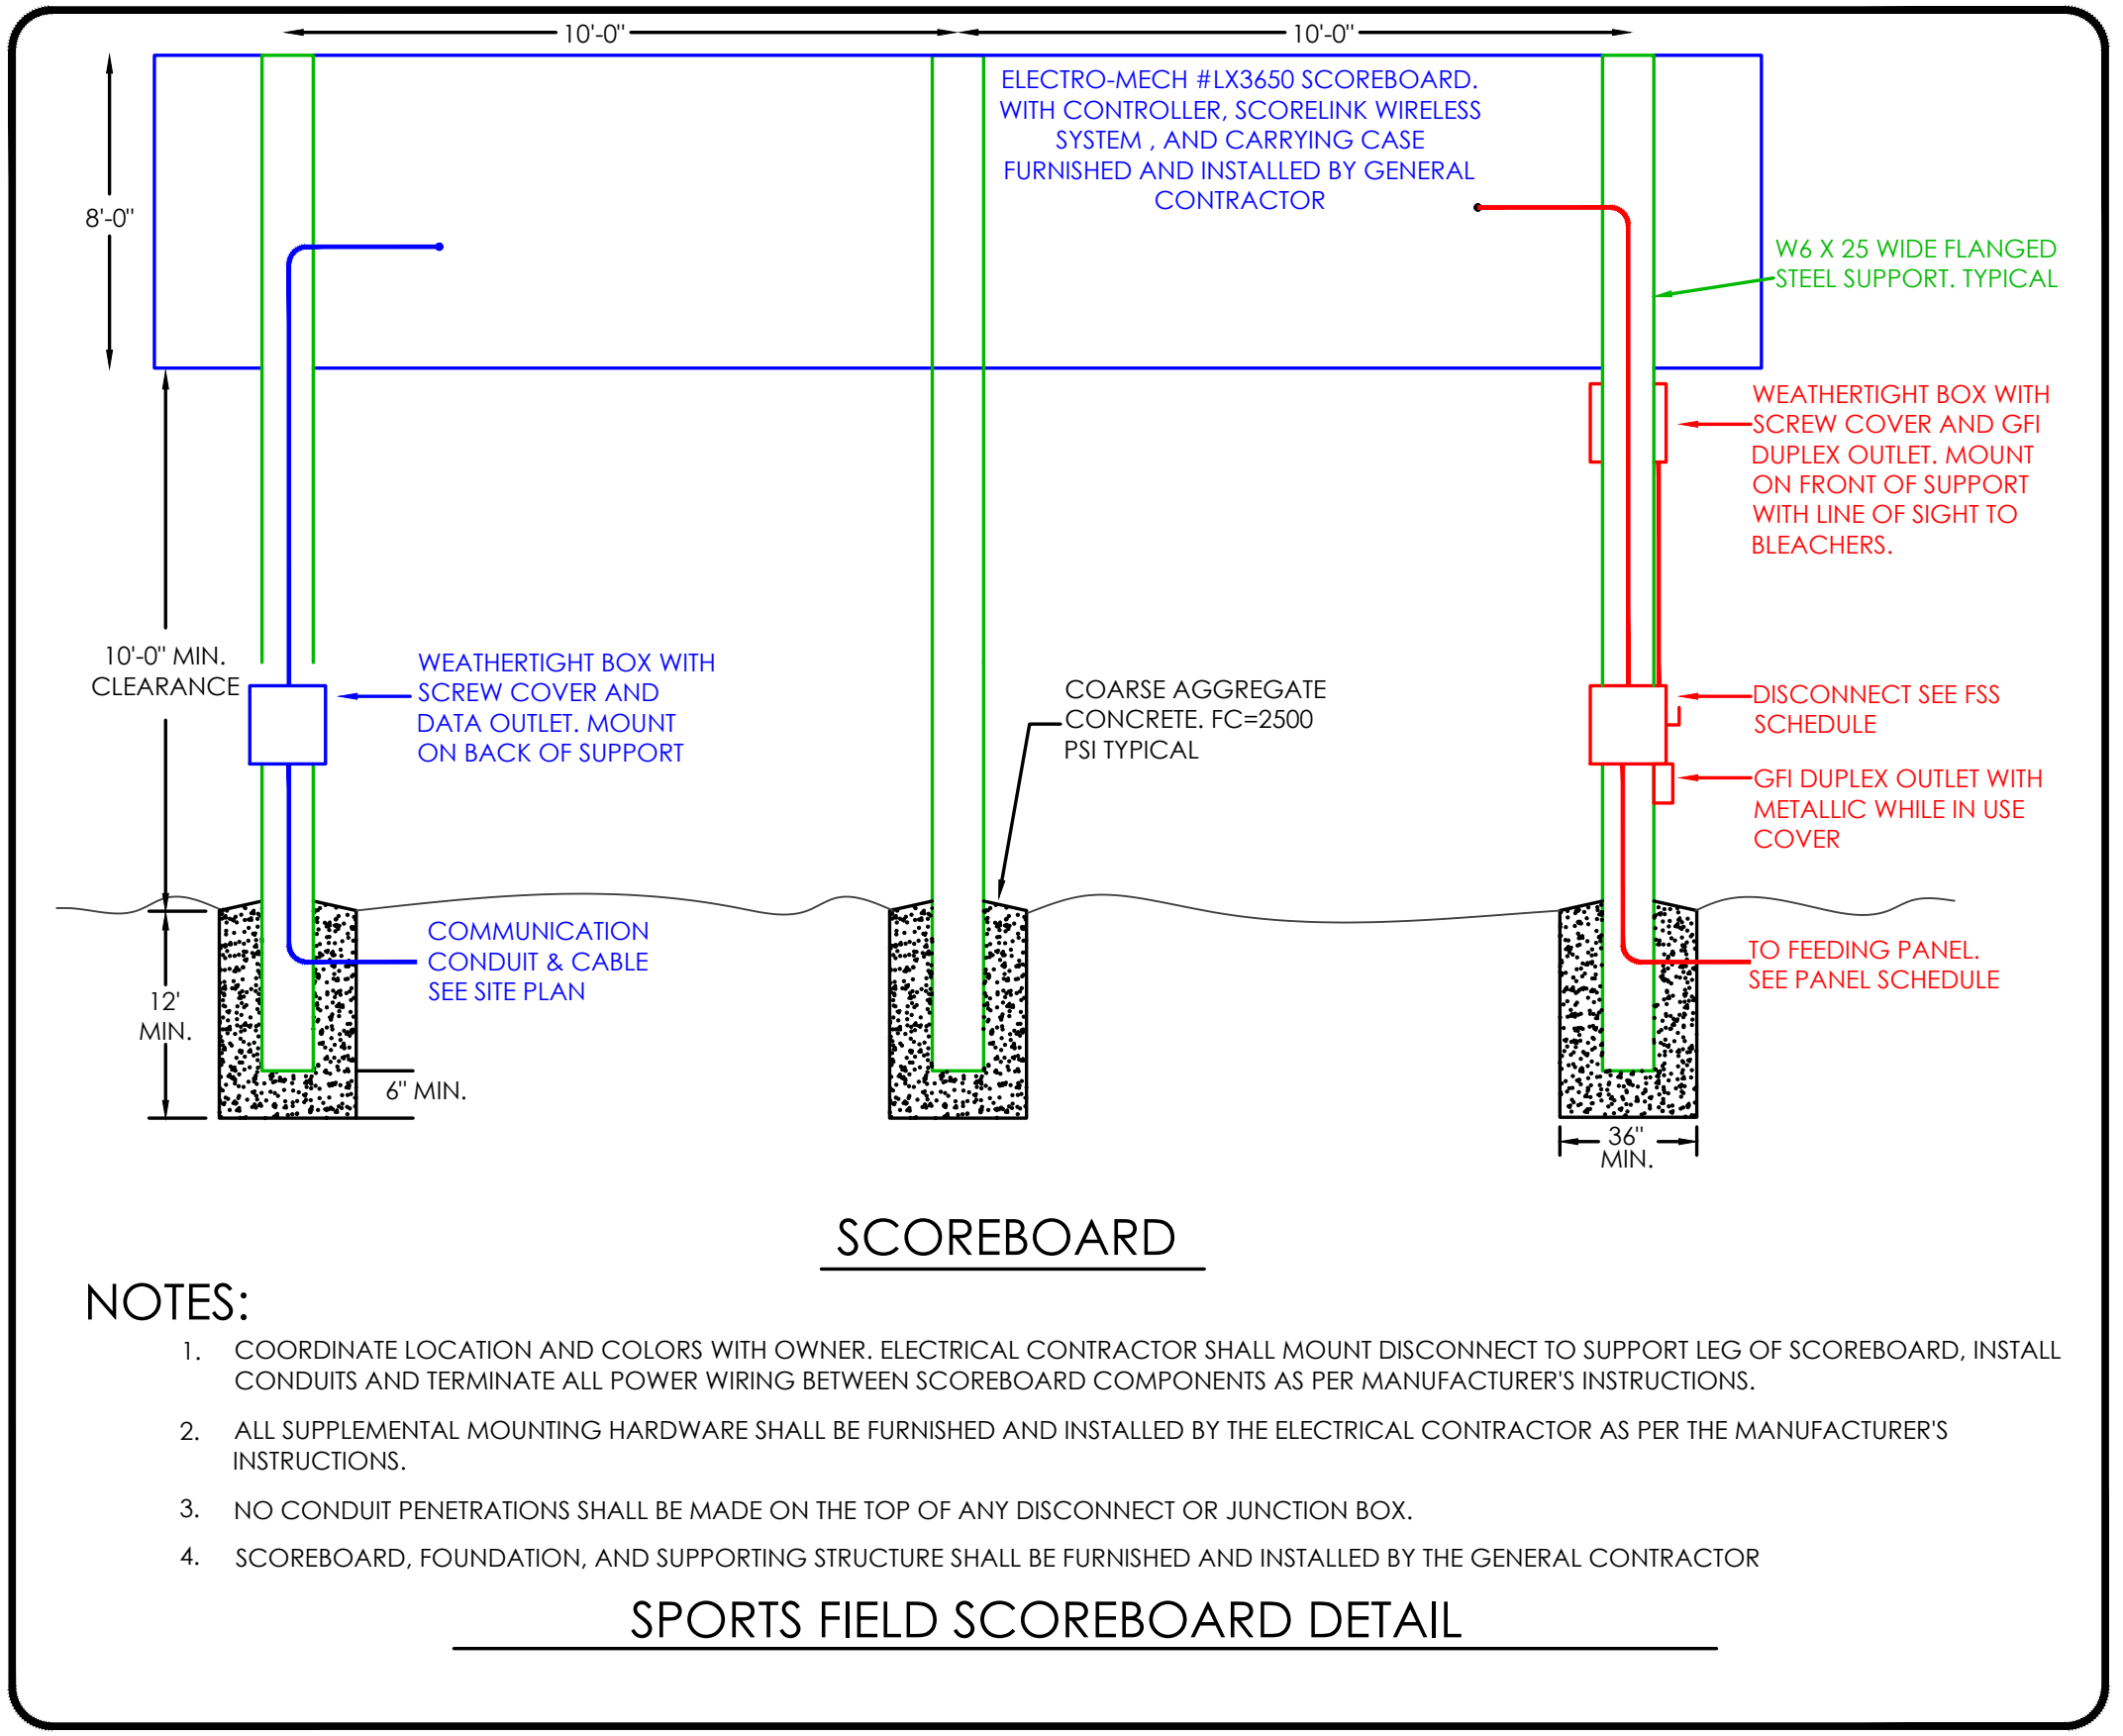 10'-0"
10'-0"
ELECTRO-MECH #LX3650 SCOREBOARD.
WITH CONTROLLER, SCORELINK WIRELESS
SYSTEM , AND CARRYING CASE
FURNISHED AND INSTALLED BY GENERAL
CONTRACTOR
8'-0"
W6 X 25 WIDE FLANGED
STEEL SUPPORT. TYPICAL
WEATHERTIGHT BOX WITH
SCREW COVER AND GFI
DUPLEX OUTLET. MOUNT
ON FRONT OF SUPPORT
WITH LINE OF SIGHT TO
BLEACHERS.
10'-0" MIN.
CLEARANCE
WEATHERTIGHT BOX WITH
SCREW COVER AND
DATA OUTLET. MOUNT
ON BACK OF SUPPORT
COARSE AGGREGATE
CONCRETE. FC=2500
PSI TYPICAL
DISCONNECT SEE FSS
SCHEDULE
GFI DUPLEX OUTLET WITH
METALLIC WHILE IN USE
COVER
COMMUNICATION
CONDUIT & CABLE
SEE SITE PLAN
TO FEEDING PANEL.
SEE PANEL SCHEDULE
12'
MIN.
6" MIN.
36"
MIN.
SCOREBOARD
NOTES:
1. COORDINATE LOCATION AND COLORS WITH OWNER. ELECTRICAL CONTRACTOR SHALL MOUNT DISCONNECT TO SUPPORT LEG OF SCOREBOARD, INSTALL
CONDUITS AND TERMINATE ALL POWER WIRING BETWEEN SCOREBOARD COMPONENTS AS PER MANUFACTURER'S INSTRUCTIONS.
2. ALL SUPPLEMENTAL MOUNTING HARDWARE SHALL BE FURNISHED AND INSTALLED BY THE ELECTRICAL CONTRACTOR AS PER THE MANUFACTURER'S
INSTRUCTIONS.
3. NO CONDUIT PENETRATIONS SHALL BE MADE ON THE TOP OF ANY DISCONNECT OR JUNCTION BOX.
4. SCOREBOARD, FOUNDATION, AND SUPPORTING STRUCTURE SHALL BE FURNISHED AND INSTALLED BY THE GENERAL CONTRACTOR
SPORTS FIELD SCOREBOARD DETAIL